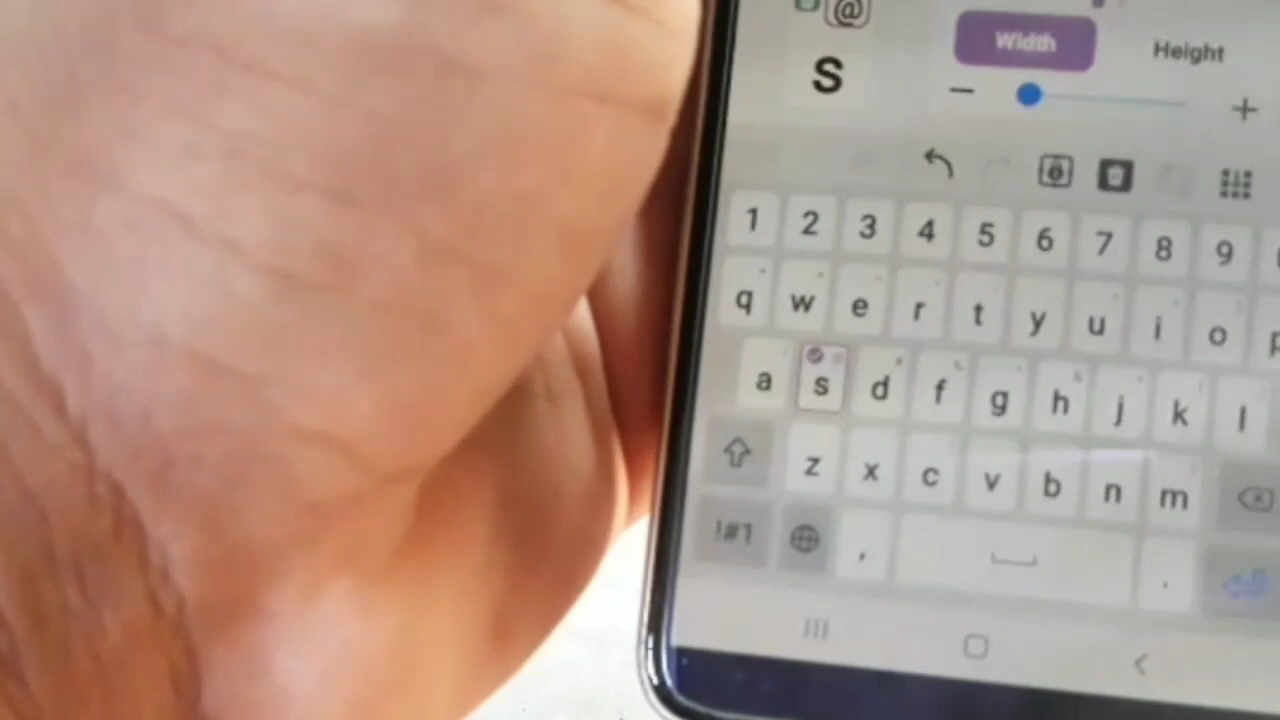 @
Width Height
S
1 2 3 4 5 6 7 8 9
q w e r t y u i o p
a s d f g h j k l
z x c v b n m
!#1 , .